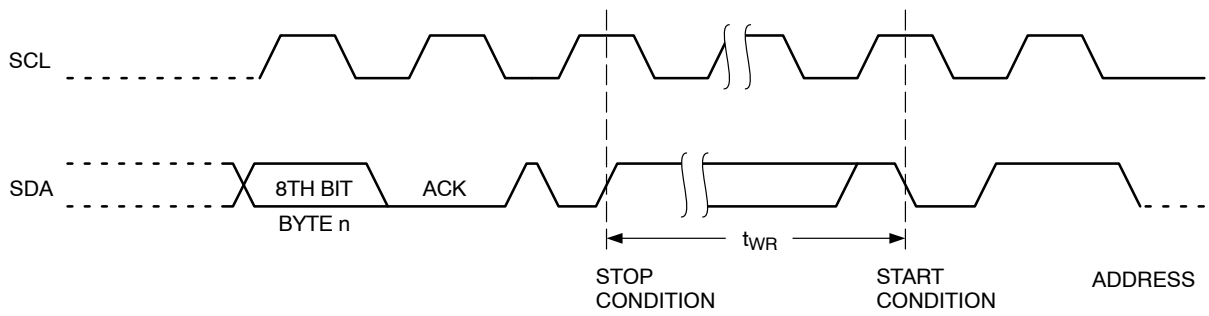 SCL
SDA
8TH BIT
ACK
BYTE n
tWR
STOP
CONDITION
START
CONDITION
ADDRESS